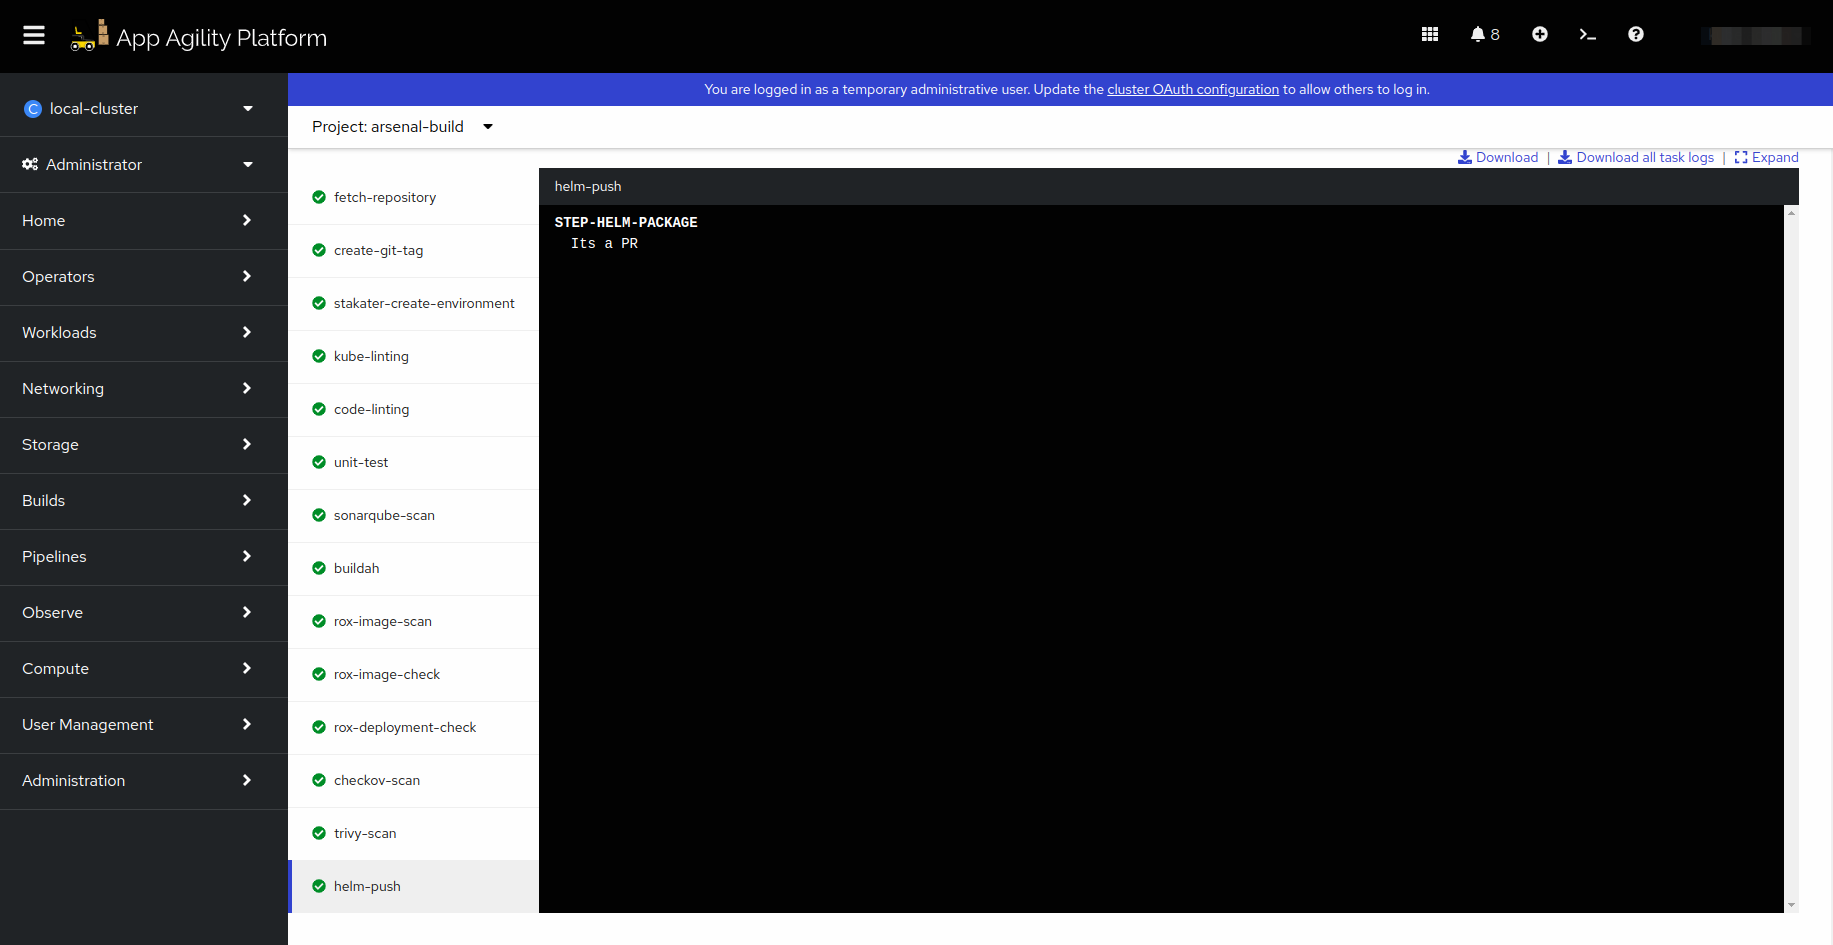 App Agility Platform
8
You are logged in as a temporary administrative user. Update the cluster OAuth configuration to allow others to log in.
C local-cluster
Administrator
Home
Operators
Workloads
Networking
Storage
Builds
Pipelines
Observe
Compute
User Management
Administration
Project: arsenal-build
Download | Download all task logs | Expand
fetch-repository
create-git-tag
stakater-create-environment
kube-linting
code-linting
unit-test
sonarqube-scan
buildah
rox-image-scan
rox-image-check
rox-deployment-check
checkov-scan
trivy-scan
helm-push
helm-push
STEP-HELM-PACKAGE
Its a PR